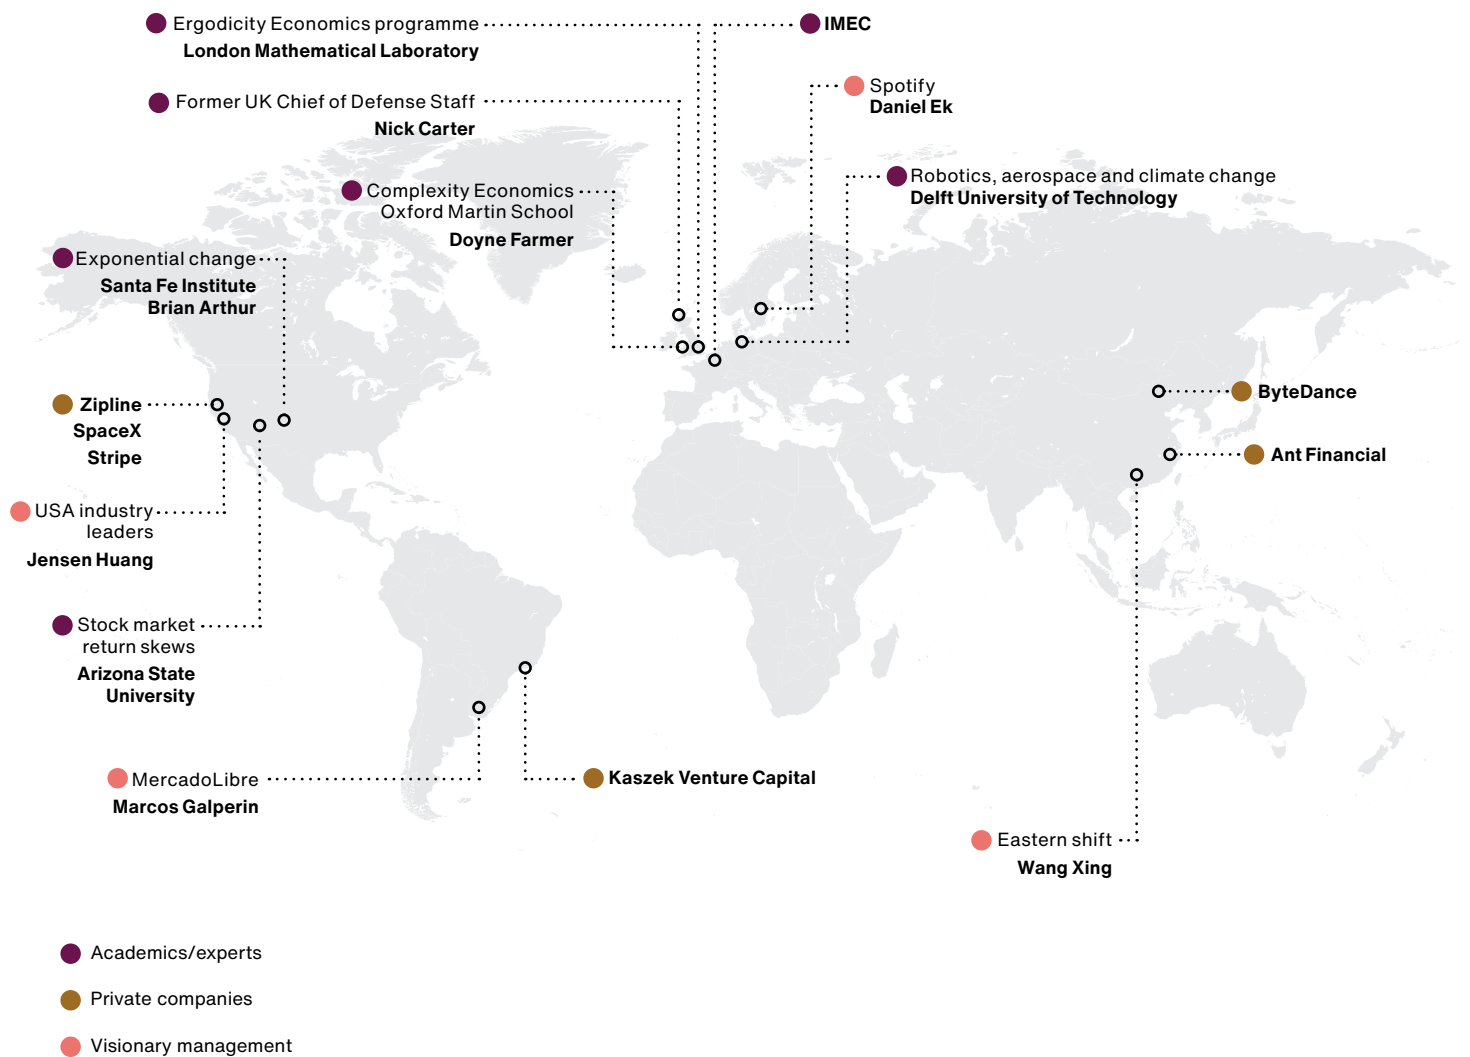 Ergodicity Economics programme
London Mathematical Laboratory
IMEC
Spotify
Daniel Ek
Former UK Chief of Defense Staff
Nick Carter
Complexity Economics
Oxford Martin School
Doyne Farmer
Robotics, aerospace and climate change
Delft University of Technology
Exponential change
Santa Fe Institute
Brian Arthur
Zipline
SpaceX
Stripe
ByteDance
Ant Financial
USA industry
leaders
Jensen Huang
Stock market
return skews
Arizona State
University
MercadoLibre
Marcos Galperin
Kaszek Venture Capital
Eastern shift
Wang Xing
Academics/experts
Private companies
Visionary management